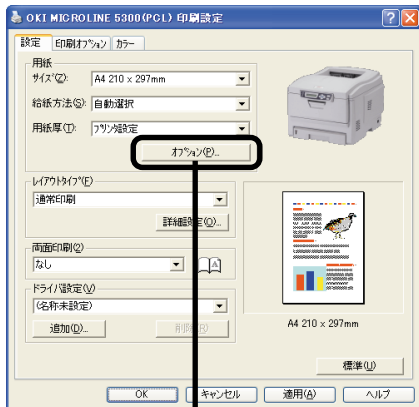 OKI MICROLINE 5300(PCL) 印刷設定
設定 印刷ｵﾌﾟｼｮﾝ ｶﾗｰ
用紙
ｻｲｽﾞ(Z): A4 210 x 297mm
給紙方法(S): 自動選択
用紙厚(T): ﾌﾟﾘﾝﾀ設定
ｵﾌﾟｼｮﾝ(P)...
ﾚｲｱｳﾄﾀｲﾌﾟ(E)
通常印刷
詳細設定(O)...
両面印刷(2)
なし
ﾄﾞﾗｲﾊﾞ設定(V)
(名称未設定)
追加(D)... 削除(R)
A4 210 x 297mm
標準(U)
OK キャンセル 適用(A) ヘルプ